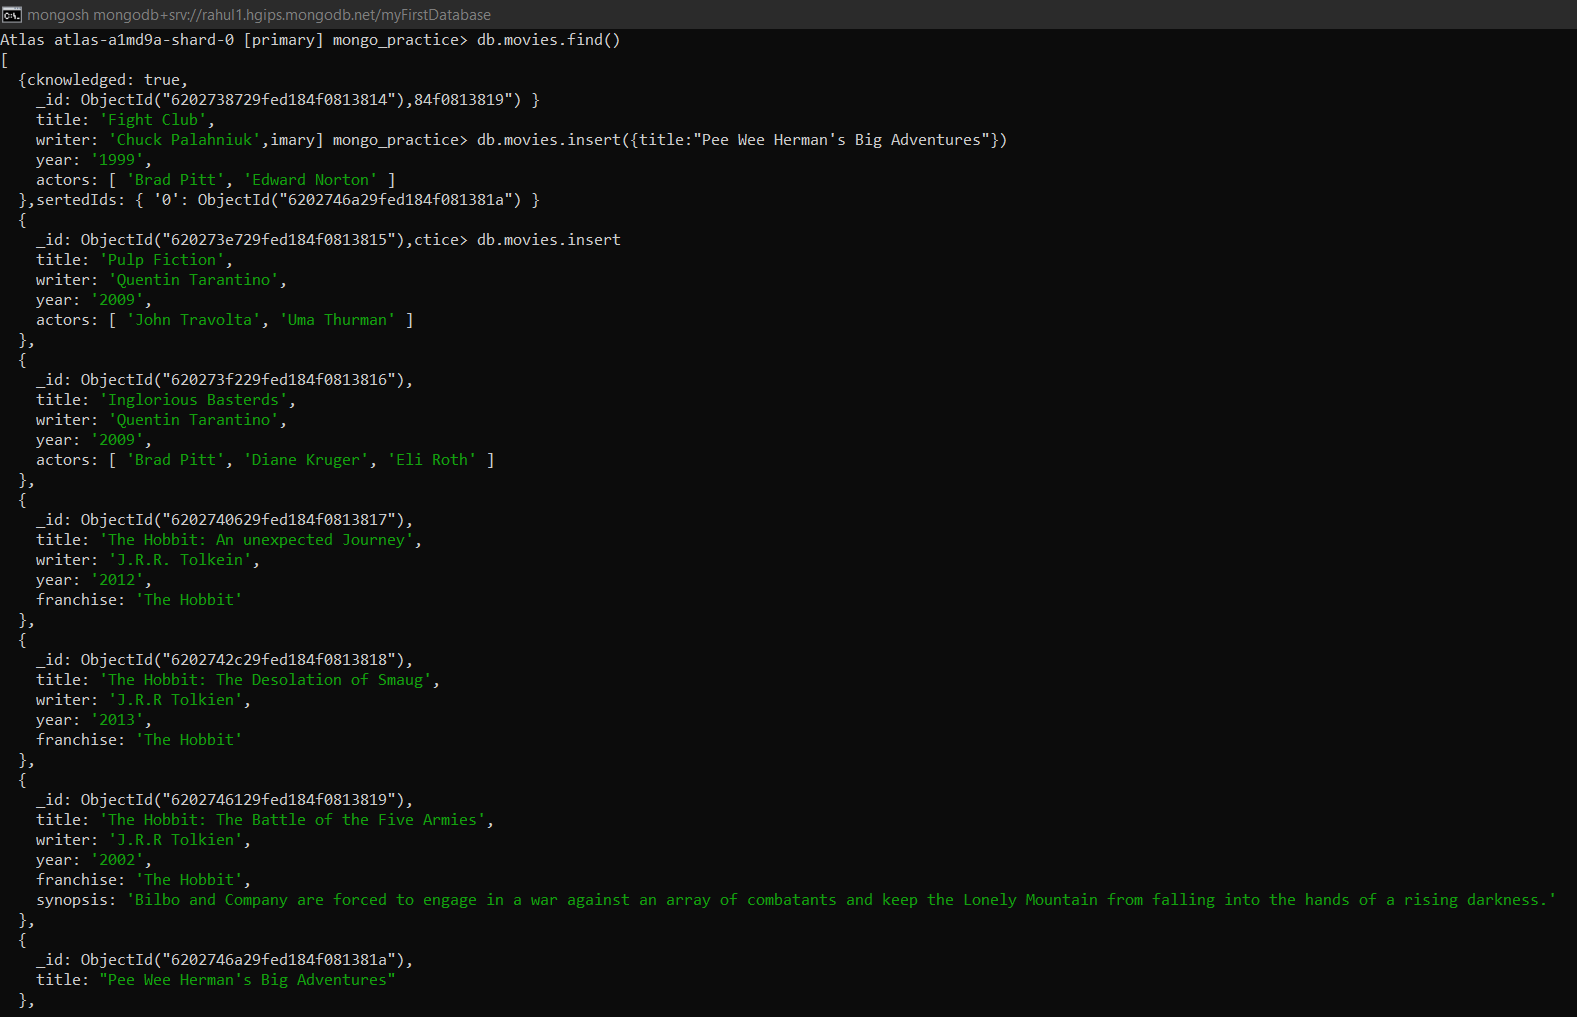 mongosh mongodb+srv://rahul1.hgips.mongodb.net/myFirstDatabase
Atlas atlas-a1md9a-shard-0 [primary] mongo_practice> db.movies.find()
[
  {cknowledged: true,
    _id: ObjectId("6202738729fed184f0813814"),84f0813819") }
    title: 'Fight Club',
    writer: 'Chuck Palahniuk',imary] mongo_practice> db.movies.insert({title:"Pee Wee Herman's Big Adventures"})
    year: '1999',
    actors: [ 'Brad Pitt', 'Edward Norton' ]
  },sertedIds: { '0': ObjectId("6202746a29fed184f081381a") }
  {
    _id: ObjectId("620273e729fed184f0813815"),ctice> db.movies.insert
    title: 'Pulp Fiction',
    writer: 'Quentin Tarantino',
    year: '2009',
    actors: [ 'John Travolta', 'Uma Thurman' ]
  },
  {
    _id: ObjectId("620273f229fed184f0813816"),
    title: 'Inglorious Basterds',
    writer: 'Quentin Tarantino',
    year: '2009',
    actors: [ 'Brad Pitt', 'Diane Kruger', 'Eli Roth' ]
  },
  {
    _id: ObjectId("6202740629fed184f0813817"),
    title: 'The Hobbit: An unexpected Journey',
    writer: 'J.R.R. Tolkein',
    year: '2012',
    franchise: 'The Hobbit'
  },
  {
    _id: ObjectId("6202742c29fed184f0813818"),
    title: 'The Hobbit: The Desolation of Smaug',
    writer: 'J.R.R Tolkien',
    year: '2013',
    franchise: 'The Hobbit'
  },
  {
    _id: ObjectId("6202746129fed184f0813819"),
    title: 'The Hobbit: The Battle of the Five Armies',
    writer: 'J.R.R Tolkien',
    year: '2002',
    franchise: 'The Hobbit',
    synopsis: 'Bilbo and Company are forced to engage in a war against an array of combatants and keep the Lonely Mountain from falling into the hands of a rising darkness.'
  },
  {
    _id: ObjectId("6202746a29fed184f081381a"),
    title: "Pee Wee Herman's Big Adventures"
  },